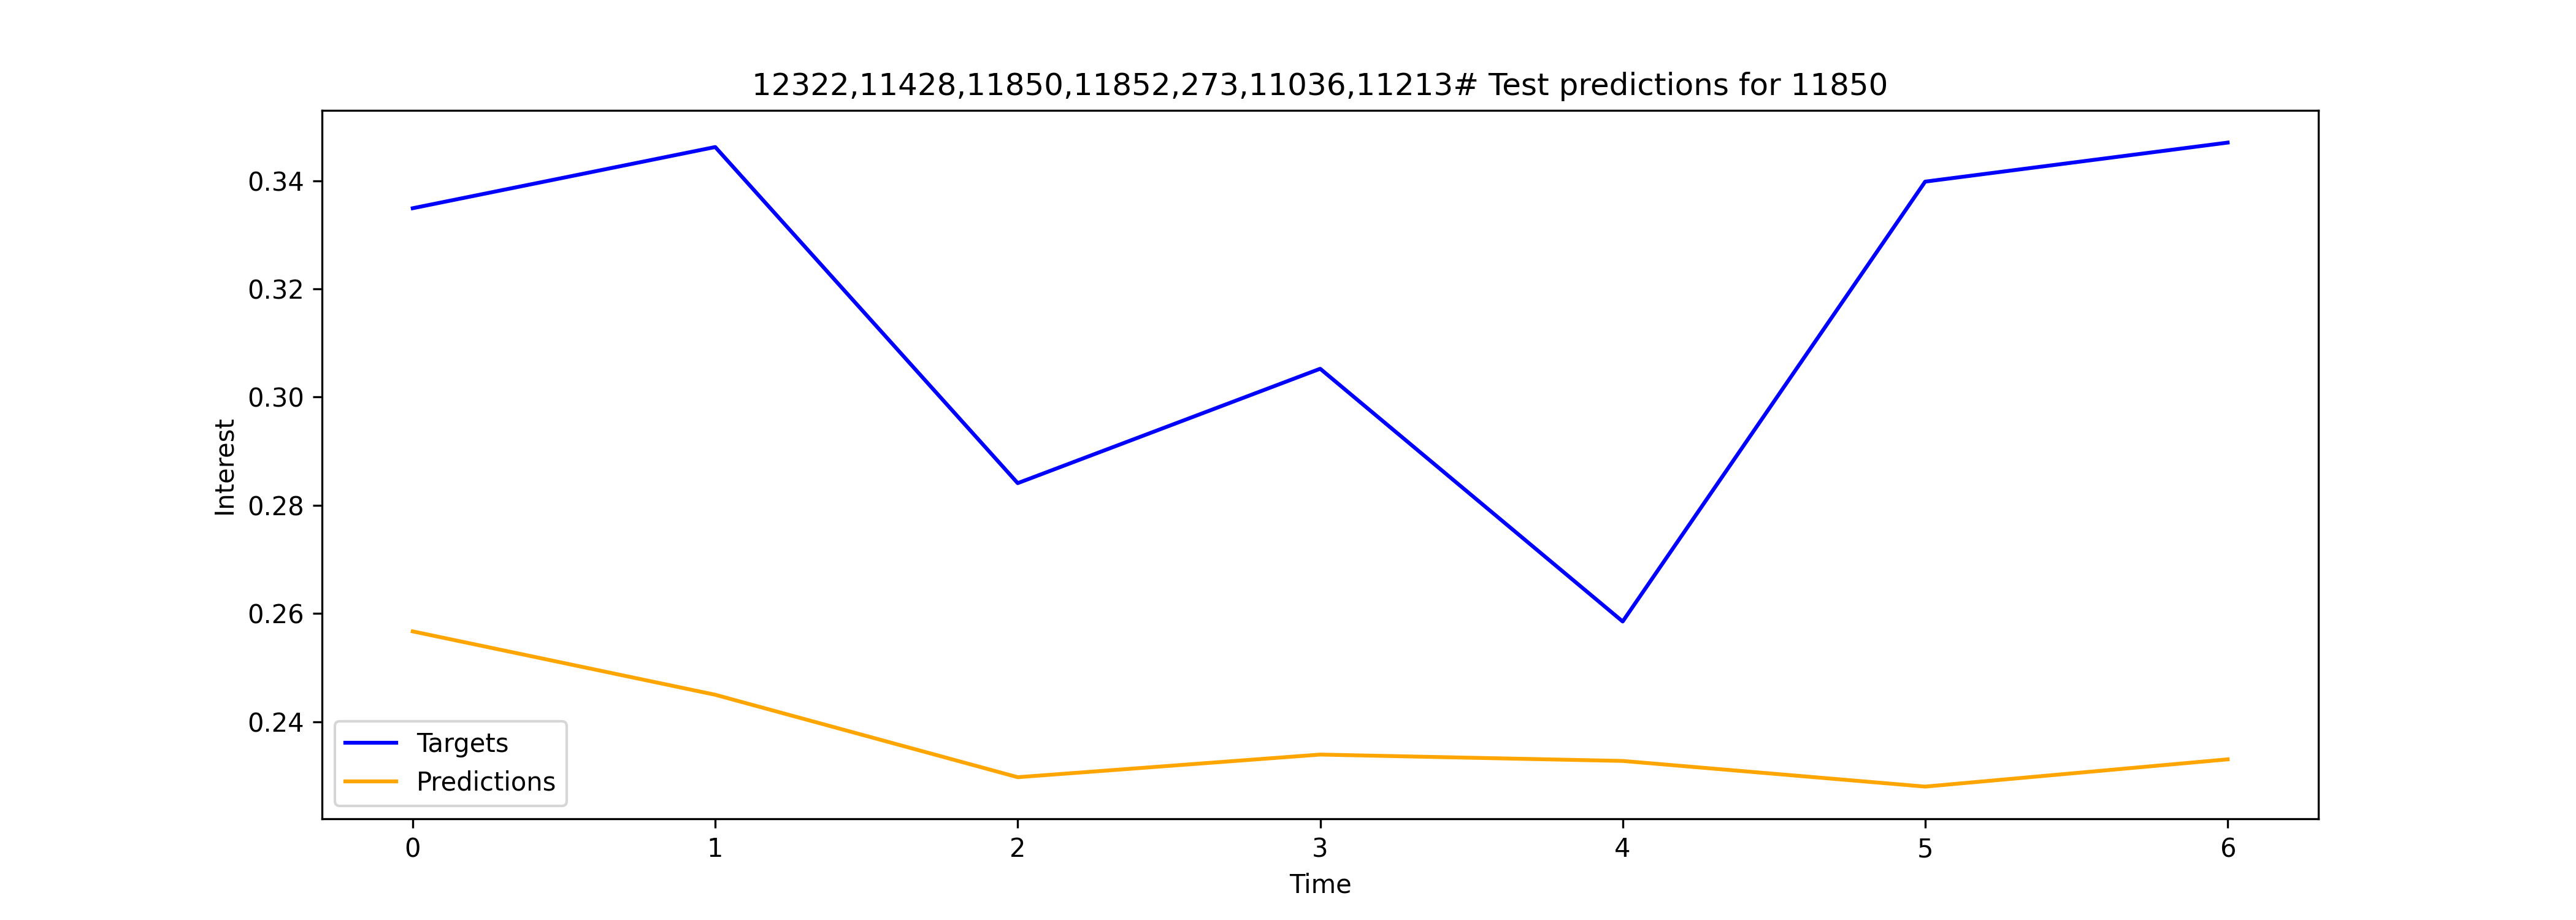 12322,11428,11850,11852,273,11036,11213# Test predictions for 11850
0.34
0.32
0.30
0.28
0.26
0.24
Interest
Targets
Predictions
0 1 2 3 4 5 6
Time